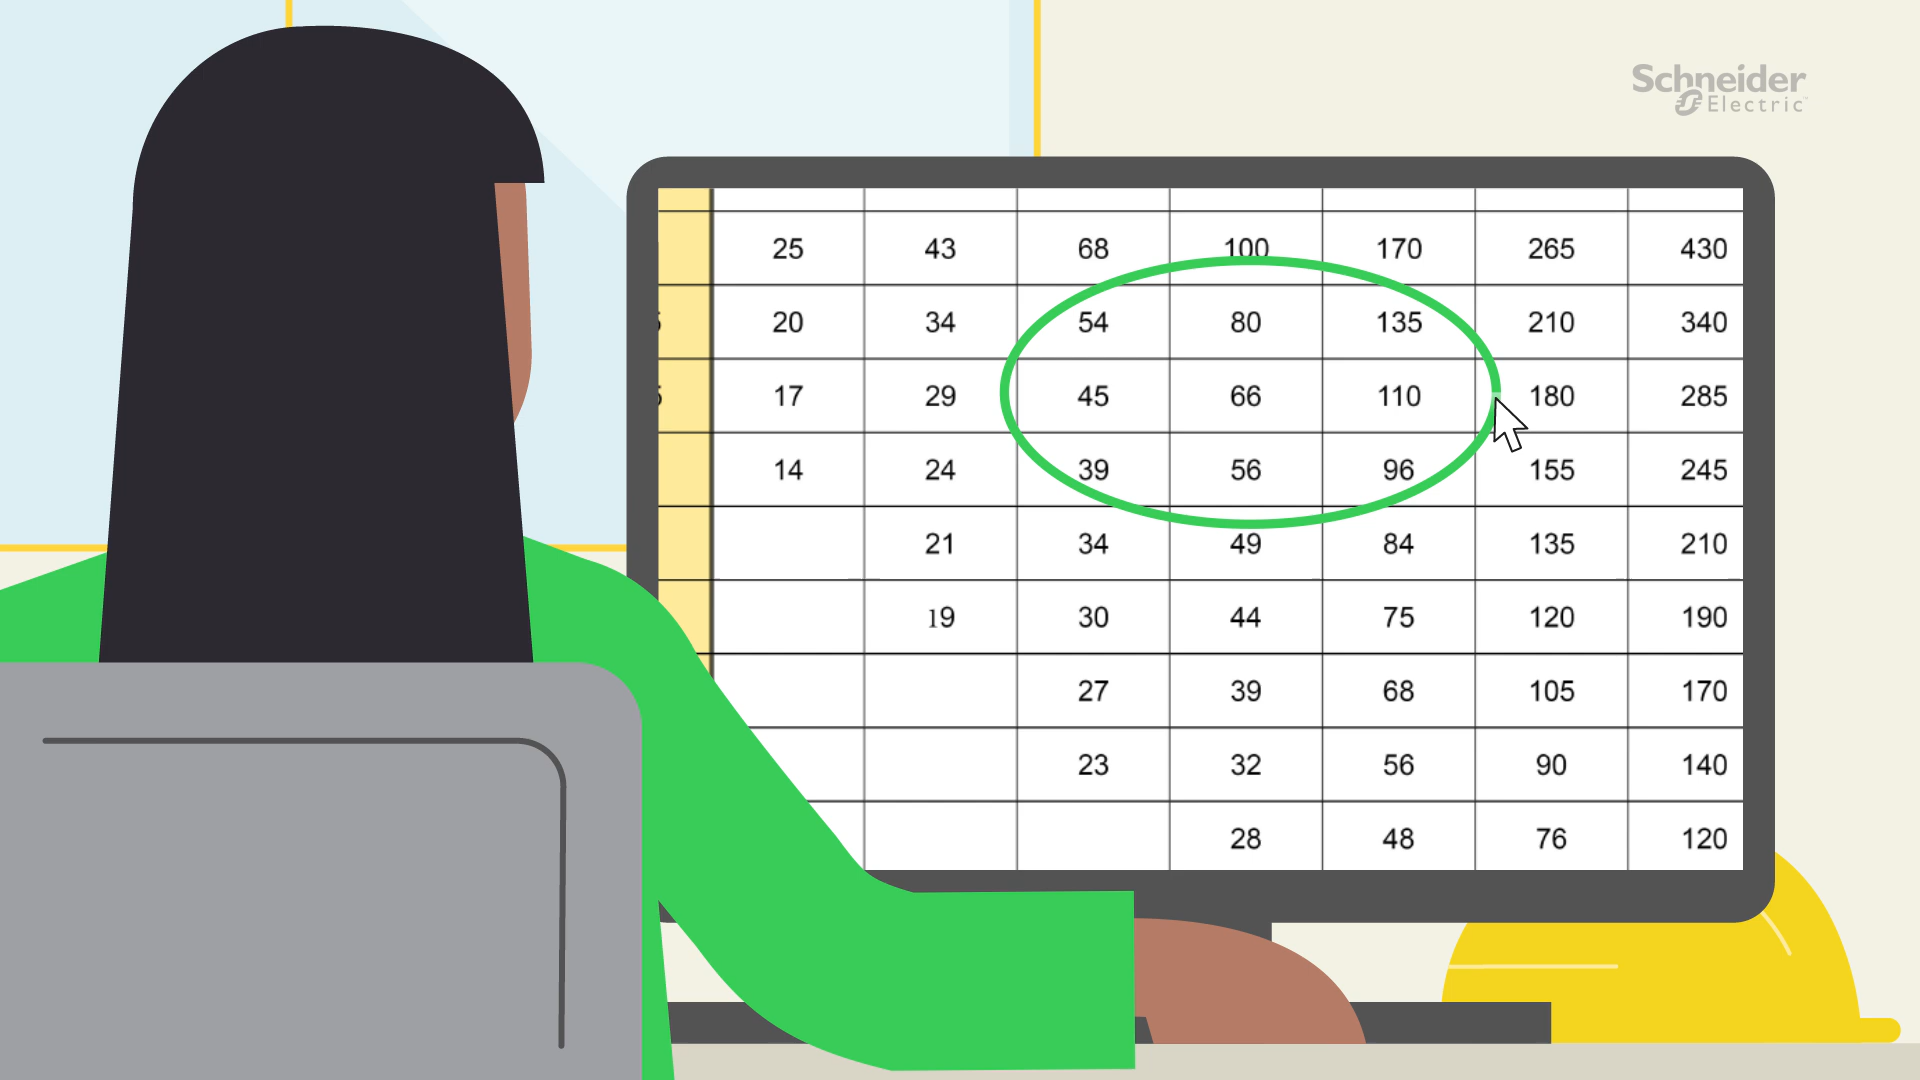 Schneider
Electric
25 43 68 100 170 265 430
20 34 54 80 135 210 340
17 29 45 66 110 180 285
14 24 39 56 96 155 245
21 34 49 84 135 210
19 30 44 75 120 190
27 39 68 105 170
23 32 56 90 140
28 48 76 120